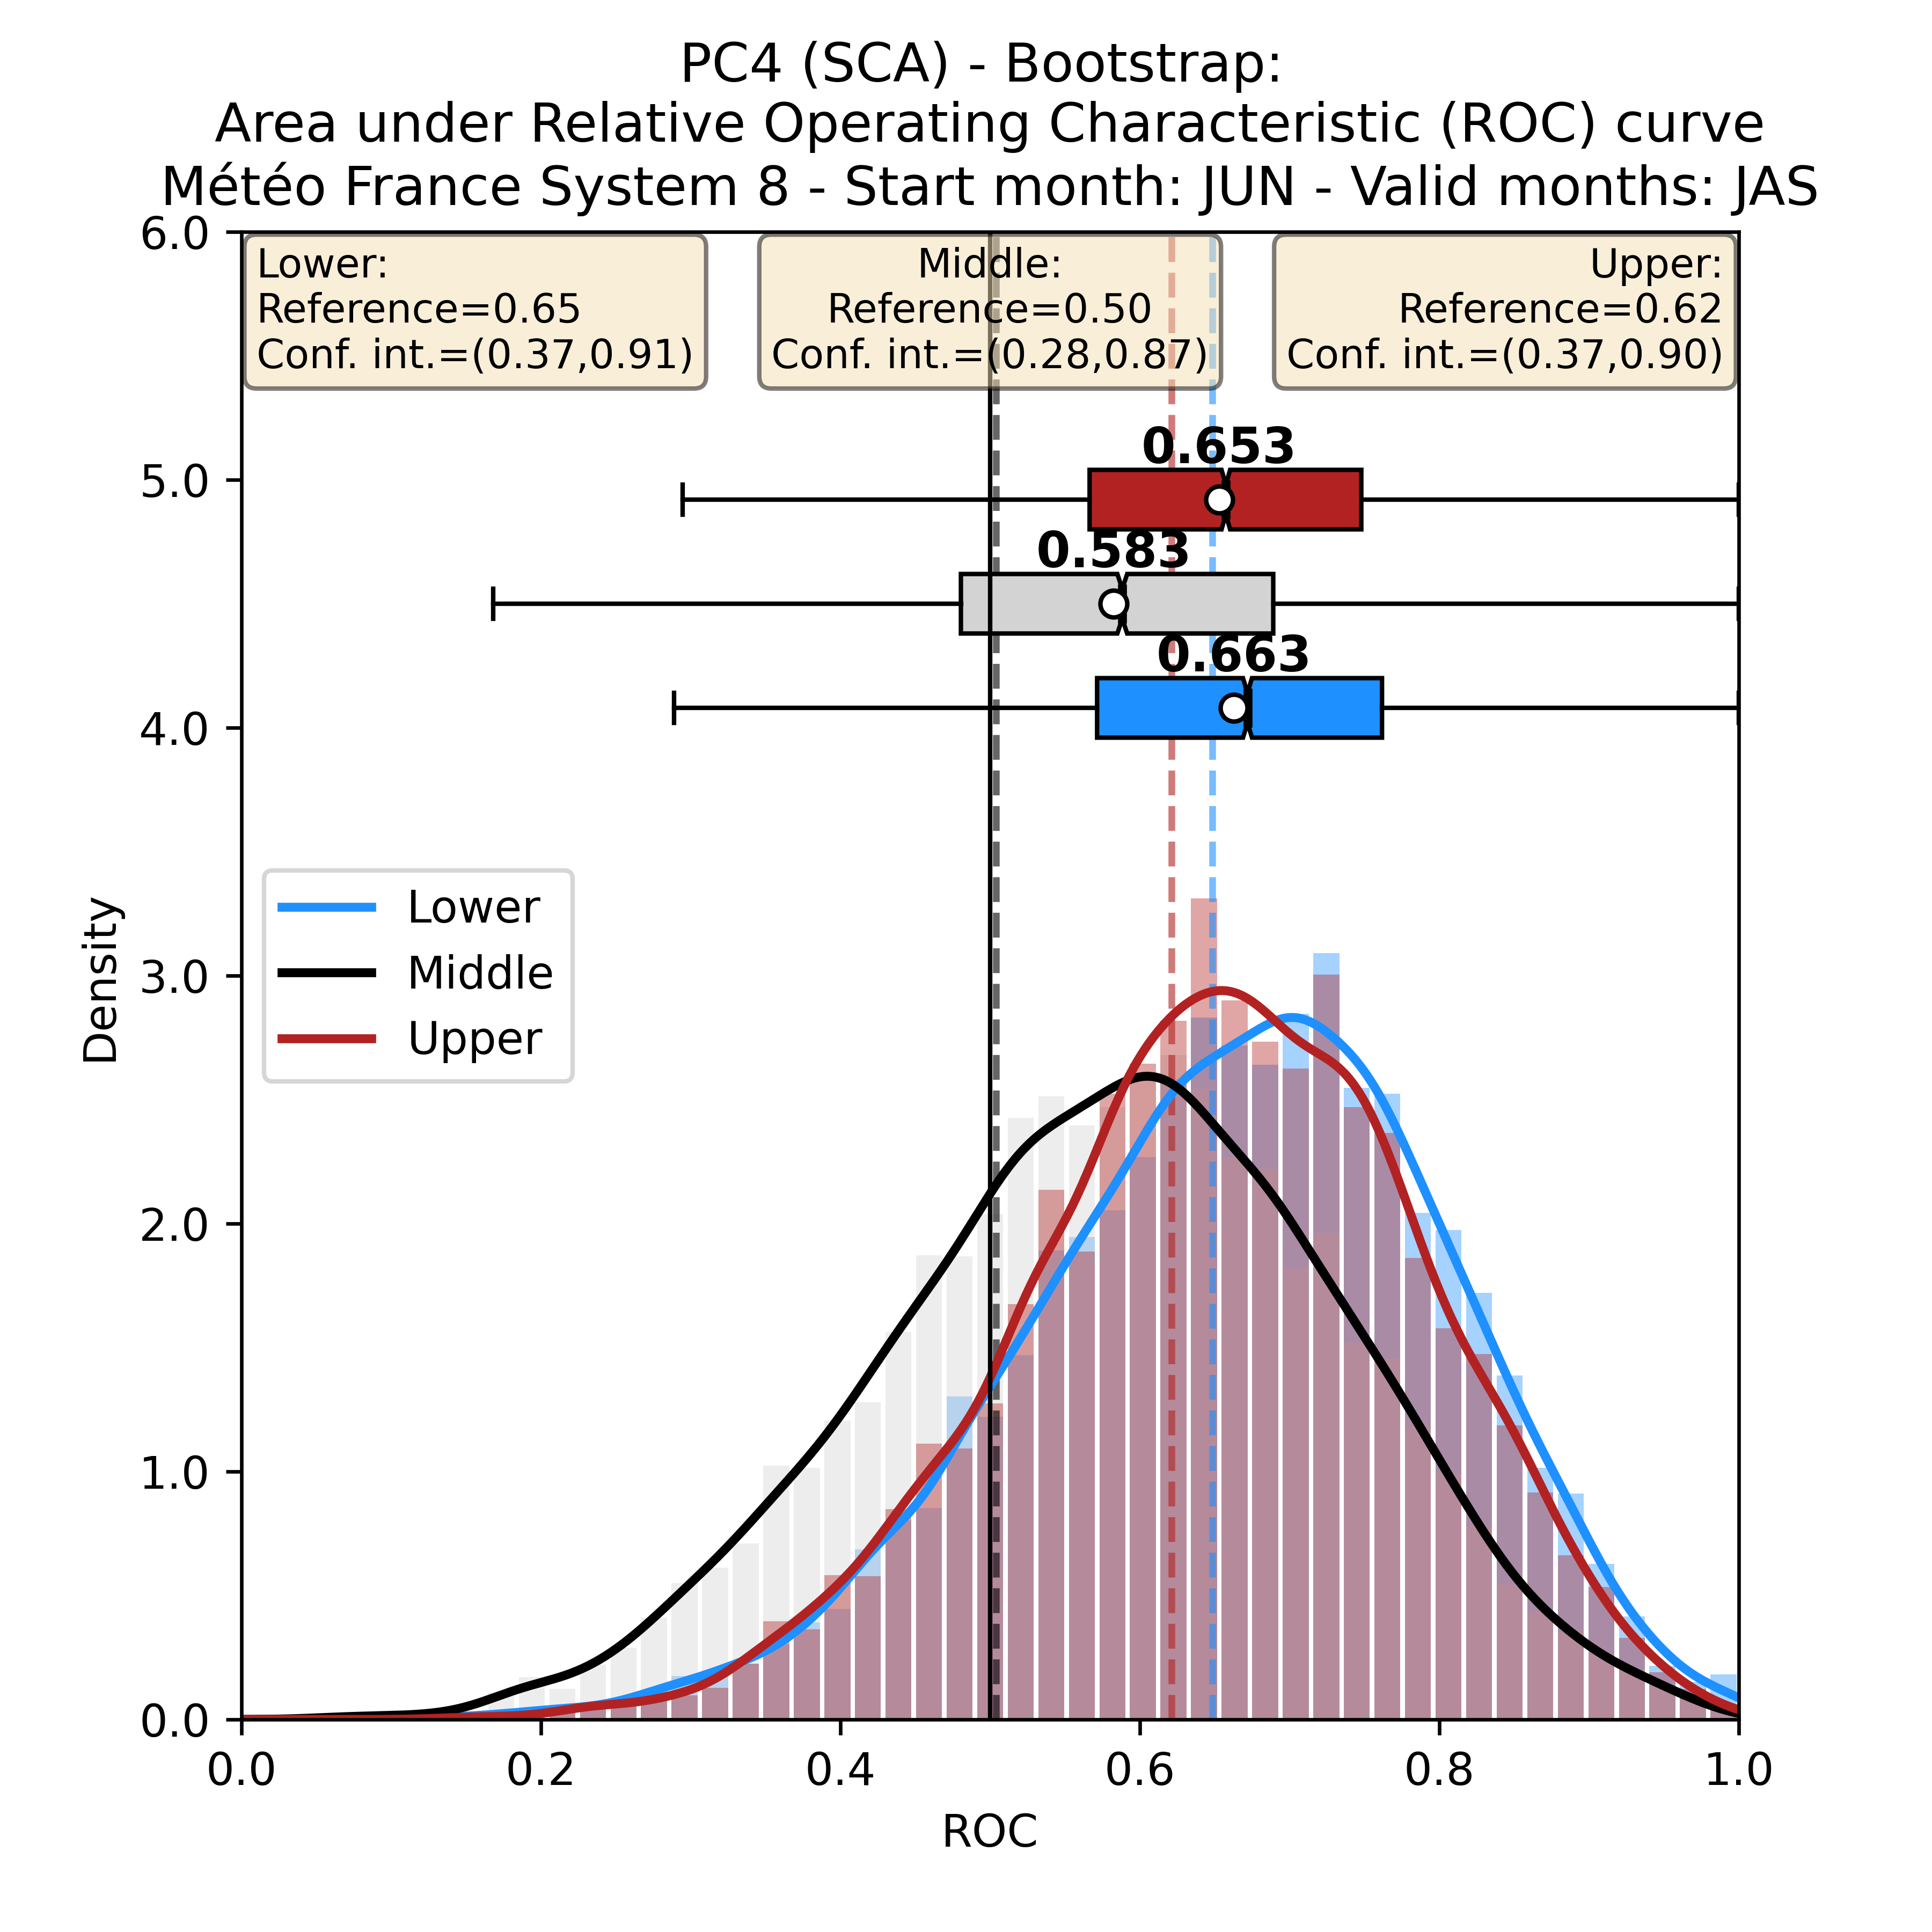 PC4 (SCA) - Bootstrap:
Area under Relative Operating Characteristic (ROC) curve
Météo France System 8 - Start month: JUN - Valid months: JAS
6.0
Lower:
Reference=0.65
Conf. int.=(0.37,0.91)
Middle:
Reference=0.50
Conf. int.=(0.28,0.87)
Upper:
Reference=0.62
Conf. int.=(0.37,0.90)
0.653
5.0
0.583
0.663
4.0
Lower
Middle
Upper
Density
3.0
2.0
1.0
0.0
0.0 0.2 0.4 0.6 0.8 1.0
ROC